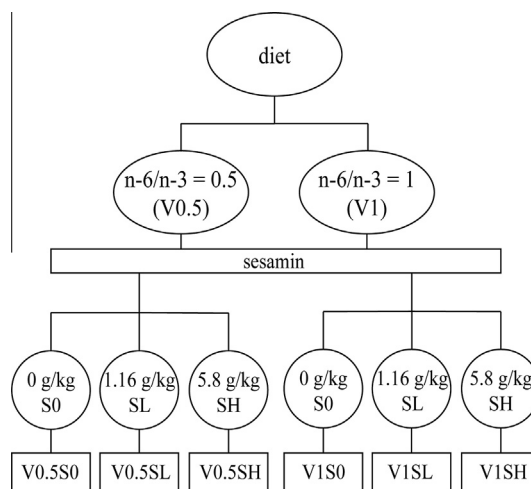 diet
n-6/n-3 = 0.5
(V0.5)
n-6/n-3 = 1
(V1)
sesamin
0 g/kg
S0
1.16 g/kg
SL
5.8 g/kg
SH
0 g/kg
S0
1.16 g/kg
SL
5.8 g/kg
SH
V0.5S0
V0.5SL
V0.5SH
V1S0
V1SL
V1SH